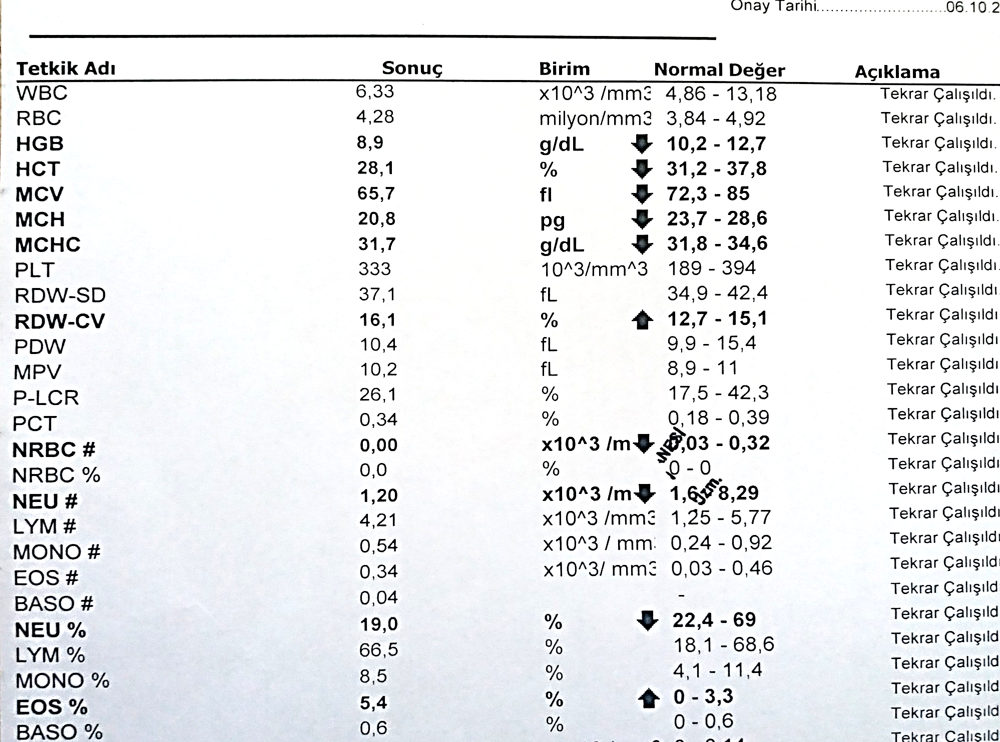 Onay Tarihi..............................06.10.2
Tetkik Adı Sonuç Birim Normal Değer Açıklama
WBC 6,33 x10^3 /mm3 4,86 - 13,18 Tekrar Çalışıldı.
RBC 4,28 milyon/mm3 3,84 - 4,92 Tekrar Çalışıldı.
HGB 8,9 g/dL 10,2 - 12,7 Tekrar Çalışıldı.
HCT 28,1 % 31,2 - 37,8 Tekrar Çalışıldı.
MCV 65,7 fl 72,3 - 85 Tekrar Çalışıldı.
MCH 20,8 pg 23,7 - 28,6 Tekrar Çalışıldı.
MCHC 31,7 g/dL 31,8 - 34,6 Tekrar Çalışıldı.
PLT 333 10^3/mm^3 189 - 394 Tekrar Çalışıldı.
RDW-SD 37,1 fL 34,9 - 42,4 Tekrar Çalışıldı.
RDW-CV 16,1 % 12,7 - 15,1 Tekrar Çalışıldı
PDW 10,4 fL 9,9 - 15,4 Tekrar Çalışıldı
MPV 10,2 fL 8,9 - 11 Tekrar Çalışıldı
P-LCR 26,1 % 17,5 - 42,3 Tekrar Çalışıldı
PCT 0,34 % 0,18 - 0,39 Tekrar Çalışıldı
NRBC # 0,00 x10^3 /m 0,03 - 0,32 Tekrar Çalışıldı
NRBC % 0,0 % 0 - 0 Tekrar Çalışıldı
NEU # 1,20 x10^3 /m 1,6 8,29 Tekrar Çalışıldı
Uzm.
LYM # 4,21 x10^3 /mm3 1,25 - 5,77 Tekrar Çalışıldı
MONO # 0,54 x10^3 / mm 0,24 - 0,92 Tekrar Çalışıldı
EOS # 0,34 x10^3/ mm3 0,03 - 0,46 Tekrar Çalışıldı
BASO # 0,04 - Tekrar Çalışıld
NEU % 19,0 % 22,4 - 69 Tekrar Çalışıld
LYM % 66,5 % 18,1 - 68,6 Tekrar Çalışıld
MONO % 8,5 % 4,1 - 11,4 Tekrar Çalışıld
EOS % 5,4 % 0 - 3,3 Tekrar Çalışıld
BASO % 0,6 % 0 - 0,6 Tekrar Çalışıld
Tekrar Çalışıld